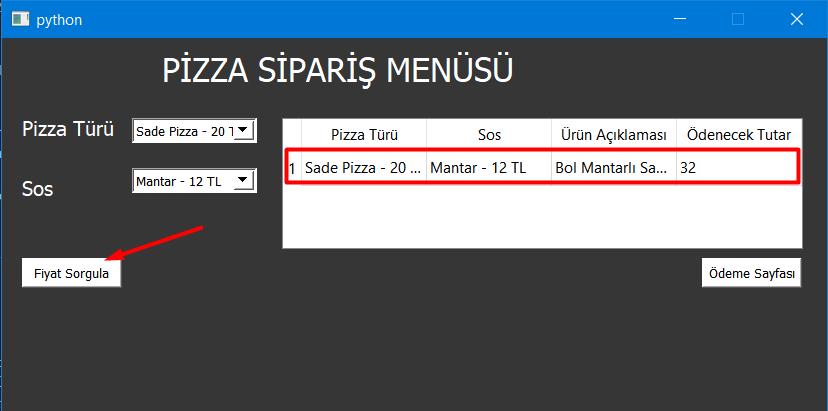 python
PİZZA SİPARİŞ MENÜSÜ
Pizza Türü
Sade Pizza - 20 T
Sos
Mantar - 12 TL
Pizza Türü Sos Ürün Açıklaması Ödenecek Tutar
1 Sade Pizza - 20 ... Mantar - 12 TL Bol Mantarlı Sa... 32
Fiyat Sorgula
Ödeme Sayfası